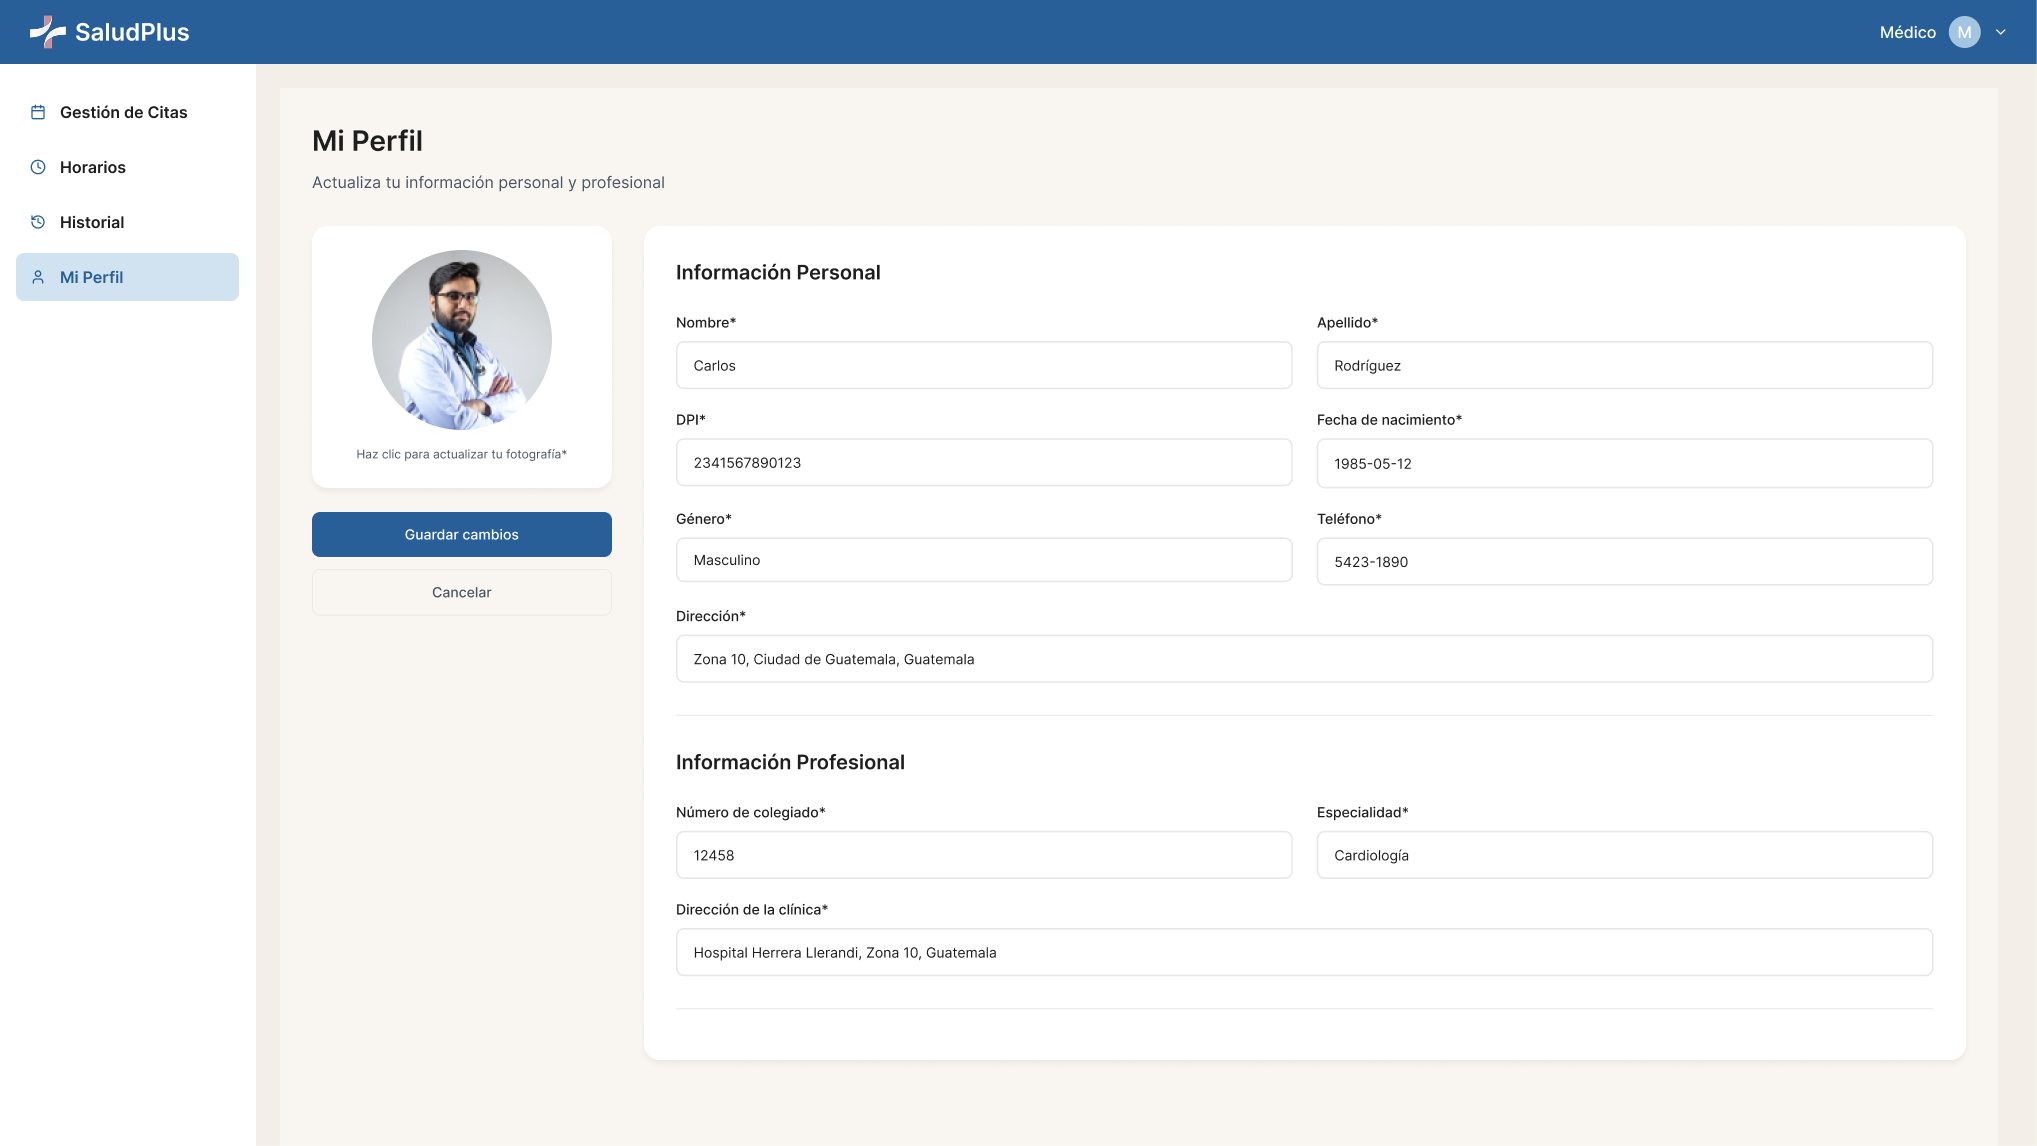 SaludPlus
Médico M
Gestión de Citas
Horarios
Historial
Mi Perfil
Mi Perfil
Actualiza tu información personal y profesional
Haz clic para actualizar tu fotografía*
Guardar cambios
Cancelar
Información Personal
Nombre*
Carlos
Apellido*
Rodríguez
DPI*
2341567890123
Fecha de nacimiento*
1985-05-12
Género*
Masculino
Teléfono*
5423-1890
Dirección*
Zona 10, Ciudad de Guatemala, Guatemala
Información Profesional
Número de colegiado*
12458
Especialidad*
Cardiología
Dirección de la clínica*
Hospital Herrera Llerandi, Zona 10, Guatemala